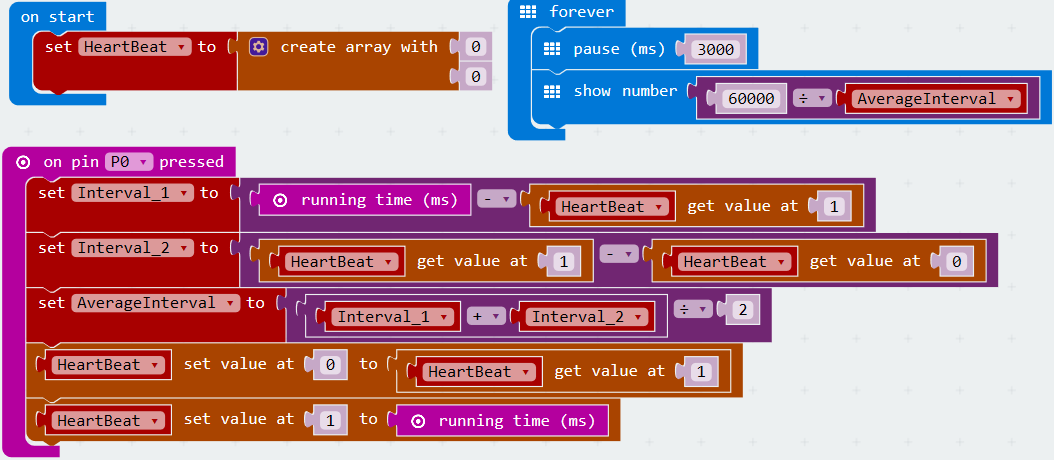 on start
set HeartBeat to create array with 0
0
forever
pause (ms) 3000
show number 60000 ÷ AverageInterval
on pin P0 pressed
set Interval_1 to running time (ms) - HeartBeat get value at 1
set Interval_2 to HeartBeat get value at 1 - HeartBeat get value at 0
set AverageInterval to Interval_1 + Interval_2 ÷ 2
HeartBeat set value at 0 to HeartBeat get value at 1
HeartBeat set value at 1 to running time (ms)